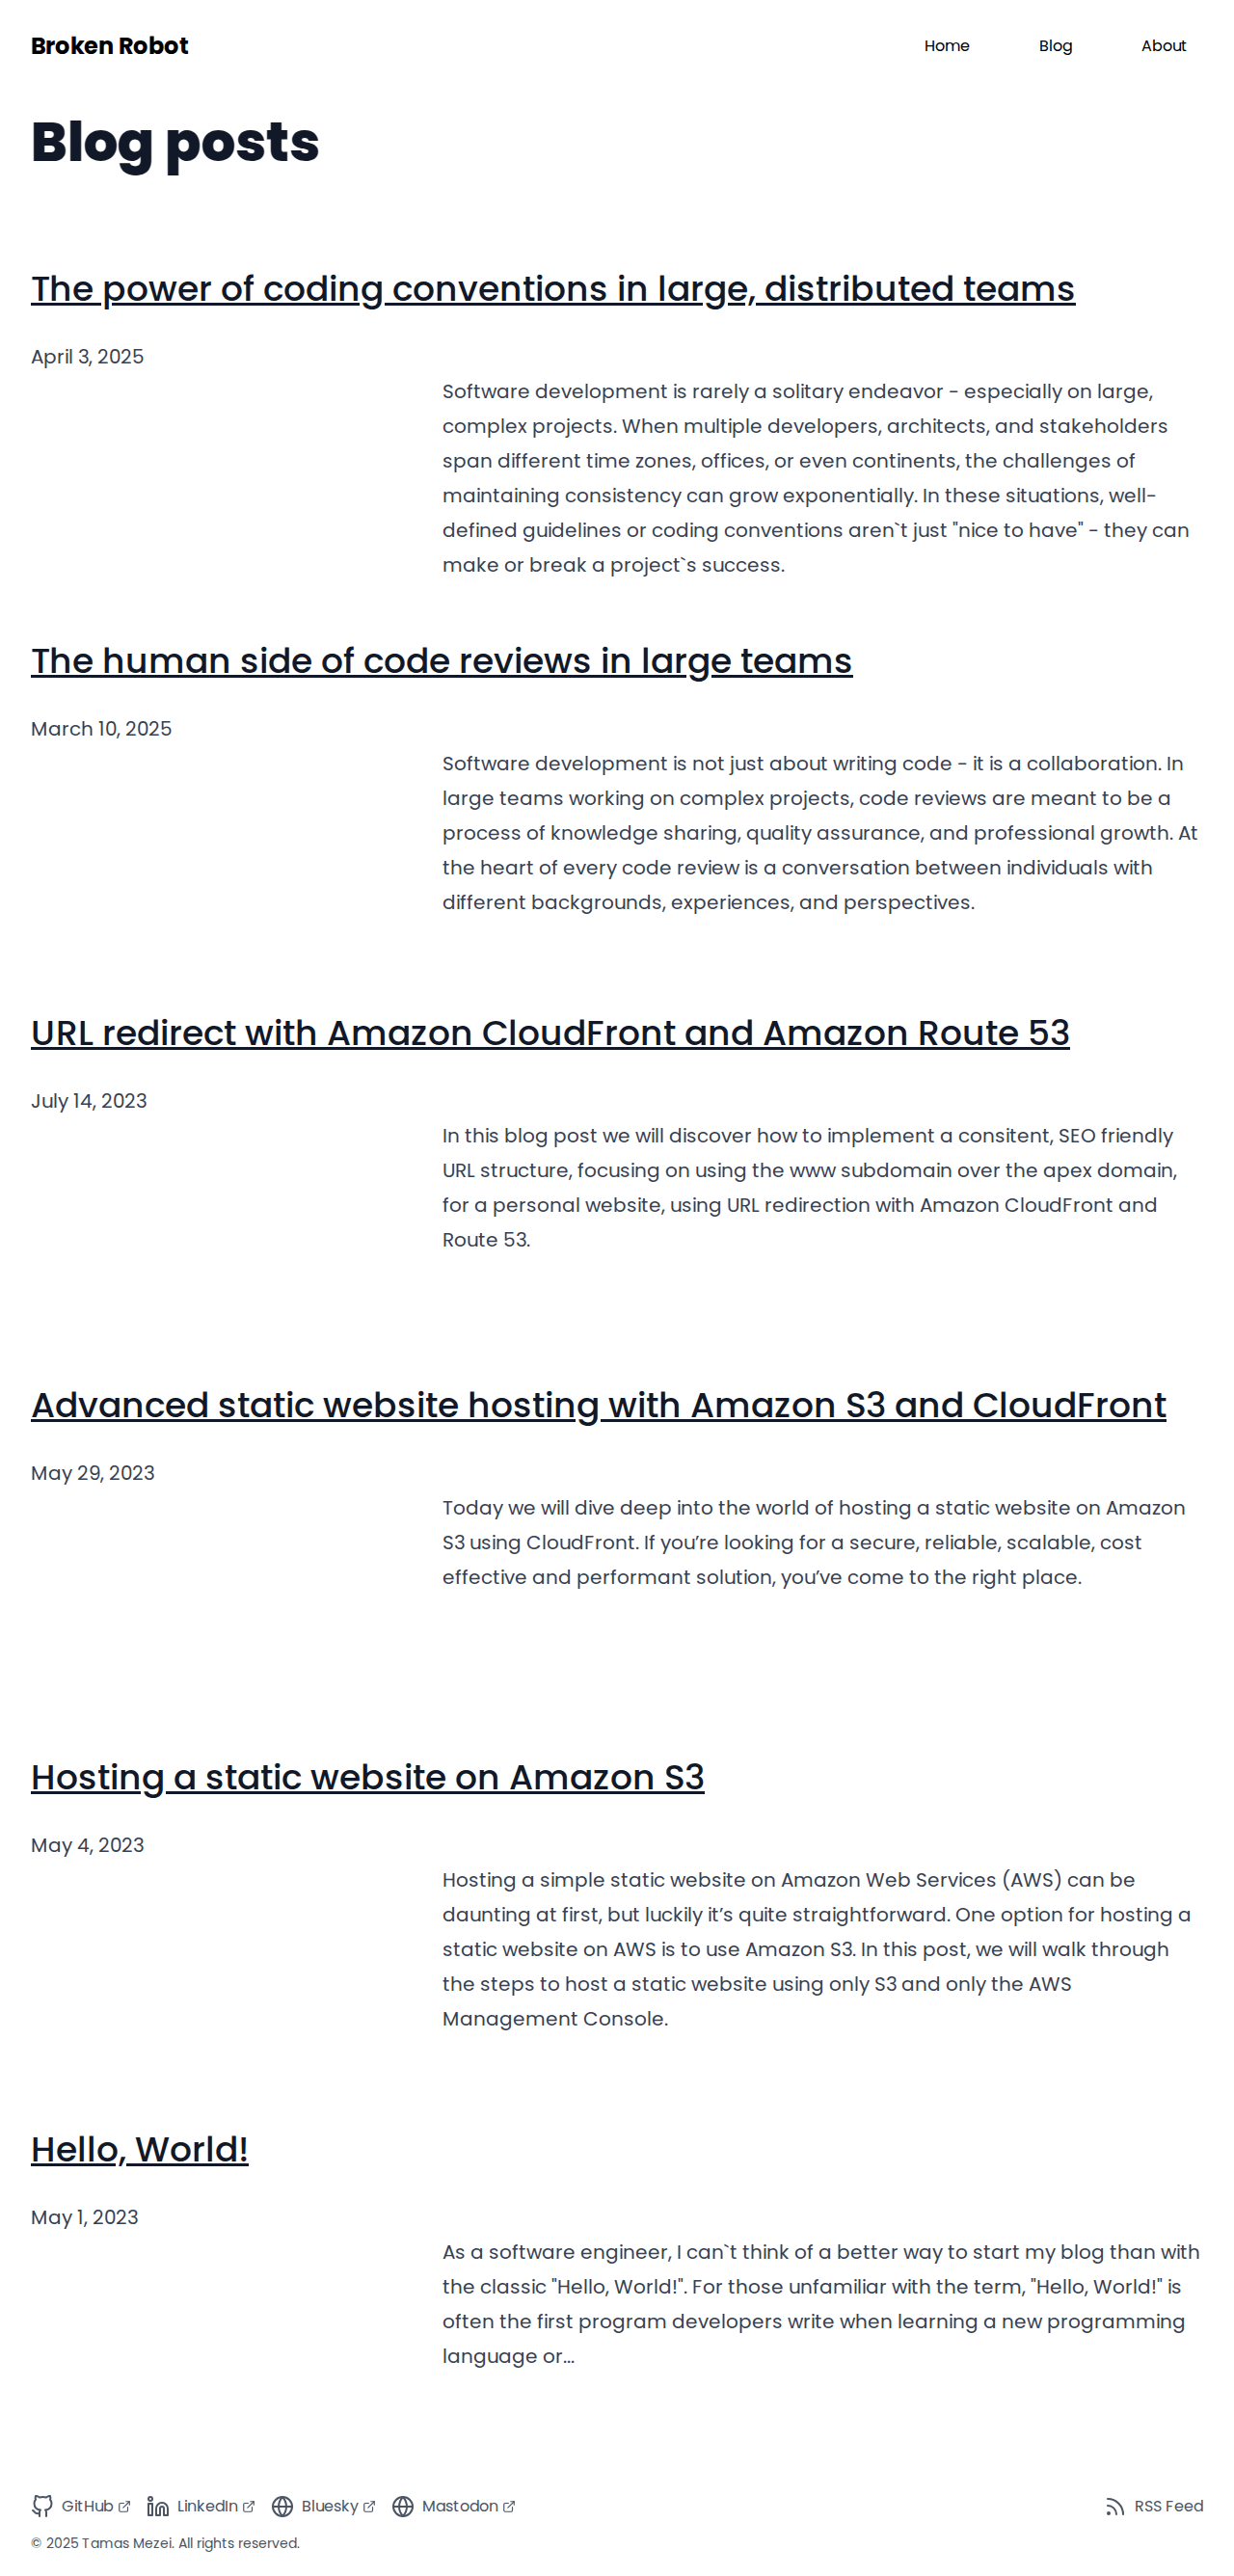 Broken Robot
Home
Blog
About
Blog posts
The power of coding conventions in large, distributed teams
April 3, 2025
Software development is rarely a solitary endeavor - especially on large,
complex projects. When multiple developers, architects, and stakeholders
span different time zones, offices, or even continents, the challenges of
maintaining consistency can grow exponentially. In these situations, well-
defined guidelines or coding conventions aren`t just "nice to have" - they can
make or break a project`s success.
The human side of code reviews in large teams
March 10, 2025
Software development is not just about writing code - it is a collaboration. In
large teams working on complex projects, code reviews are meant to be a
process of knowledge sharing, quality assurance, and professional growth. At
the heart of every code review is a conversation between individuals with
different backgrounds, experiences, and perspectives.
URL redirect with Amazon CloudFront and Amazon Route 53
July 14, 2023
In this blog post we will discover how to implement a consitent, SEO friendly
URL structure, focusing on using the www subdomain over the apex domain,
for a personal website, using URL redirection with Amazon CloudFront and
Route 53.
Advanced static website hosting with Amazon S3 and CloudFront
May 29, 2023
Today we will dive deep into the world of hosting a static website on Amazon
S3 using CloudFront. If you’re looking for a secure, reliable, scalable, cost
effective and performant solution, you’ve come to the right place.
Hosting a static website on Amazon S3
May 4, 2023
Hosting a simple static website on Amazon Web Services (AWS) can be
daunting at first, but luckily it’s quite straightforward. One option for hosting a
static website on AWS is to use Amazon S3. In this post, we will walk through
the steps to host a static website using only S3 and only the AWS
Management Console.
Hello, World!
May 1, 2023
As a software engineer, I can`t think of a better way to start my blog than with
the classic "Hello, World!". For those unfamiliar with the term, "Hello, World!" is
often the first program developers write when learning a new programming
language or...
GitHub
LinkedIn
Bluesky
Mastodon
RSS Feed
© 2025 Tamas Mezei. All rights reserved.